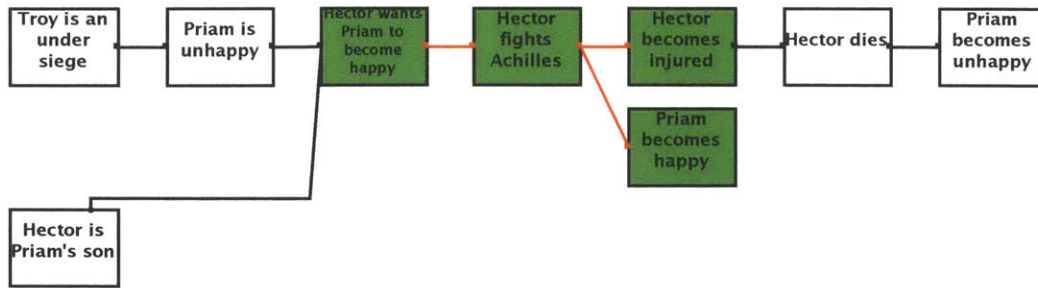 Troy is an
under
siege
Priam is
unhappy
Hector wants
Priam to
become
happy
Hector
fights
Achilles
Hector
becomes
injured
Hector dies
Priam
becomes
unhappy
Priam
becomes
happy
Hector is
Priam's son